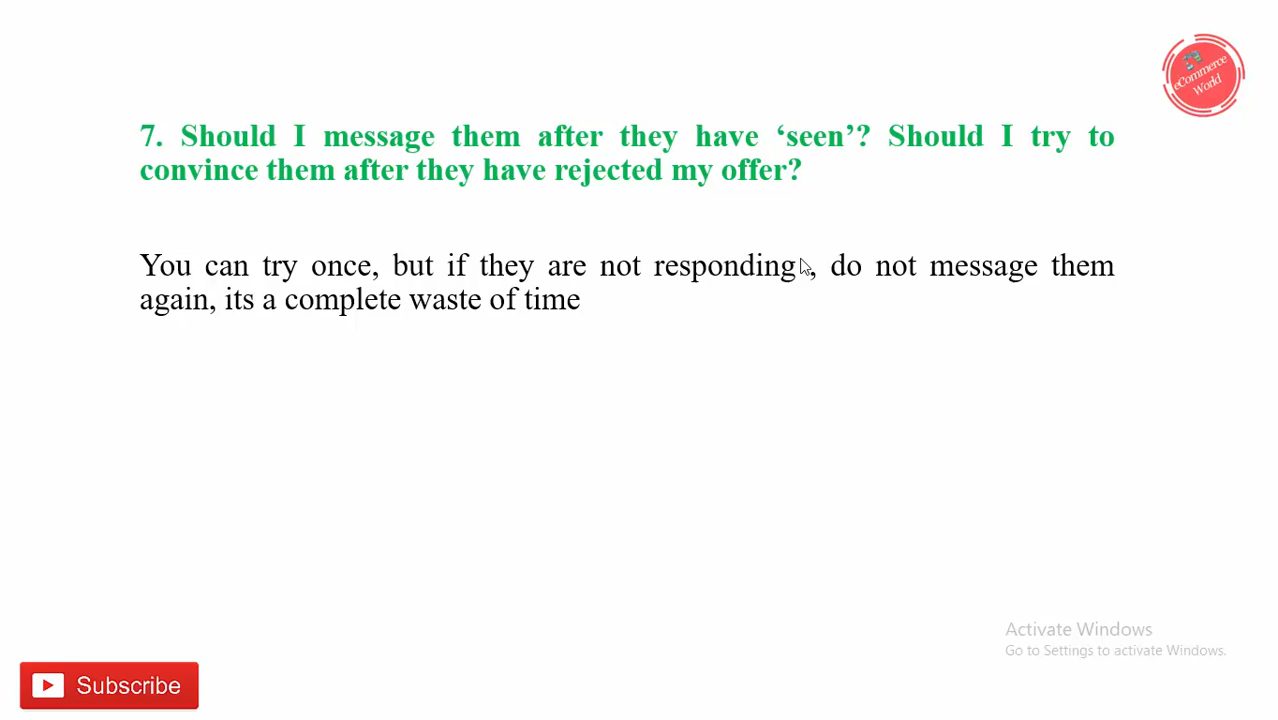 eCommerce
World
7. Should I message them after they have ‘seen’? Should I try to
convince them after they have rejected my offer?
You can try once, but if they are not responding , do not message them
again, its a complete waste of time
Activate Windows
Go to Settings to activate Windows.
Subscribe